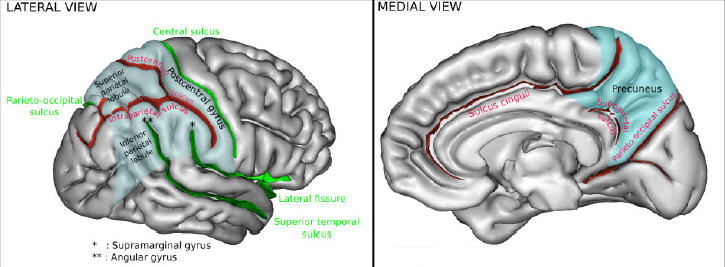 LATERAL VIEW
Central sulcus
Postcentral
sulcus
Postcentral gyrus
Superior
parietal
lobule
Parieto-occipital
sulcus
Intraparietal
sulcus
**
*
Inferior
parietal
lobule
Lateral fissure
Superior temporal
sulcus
* : Supramarginal gyrus
** : Angular gyrus
MEDIAL VIEW
Precuneus
Sulcus cinguli
Subparietal
sulcus
Parieto-occipital sulcus